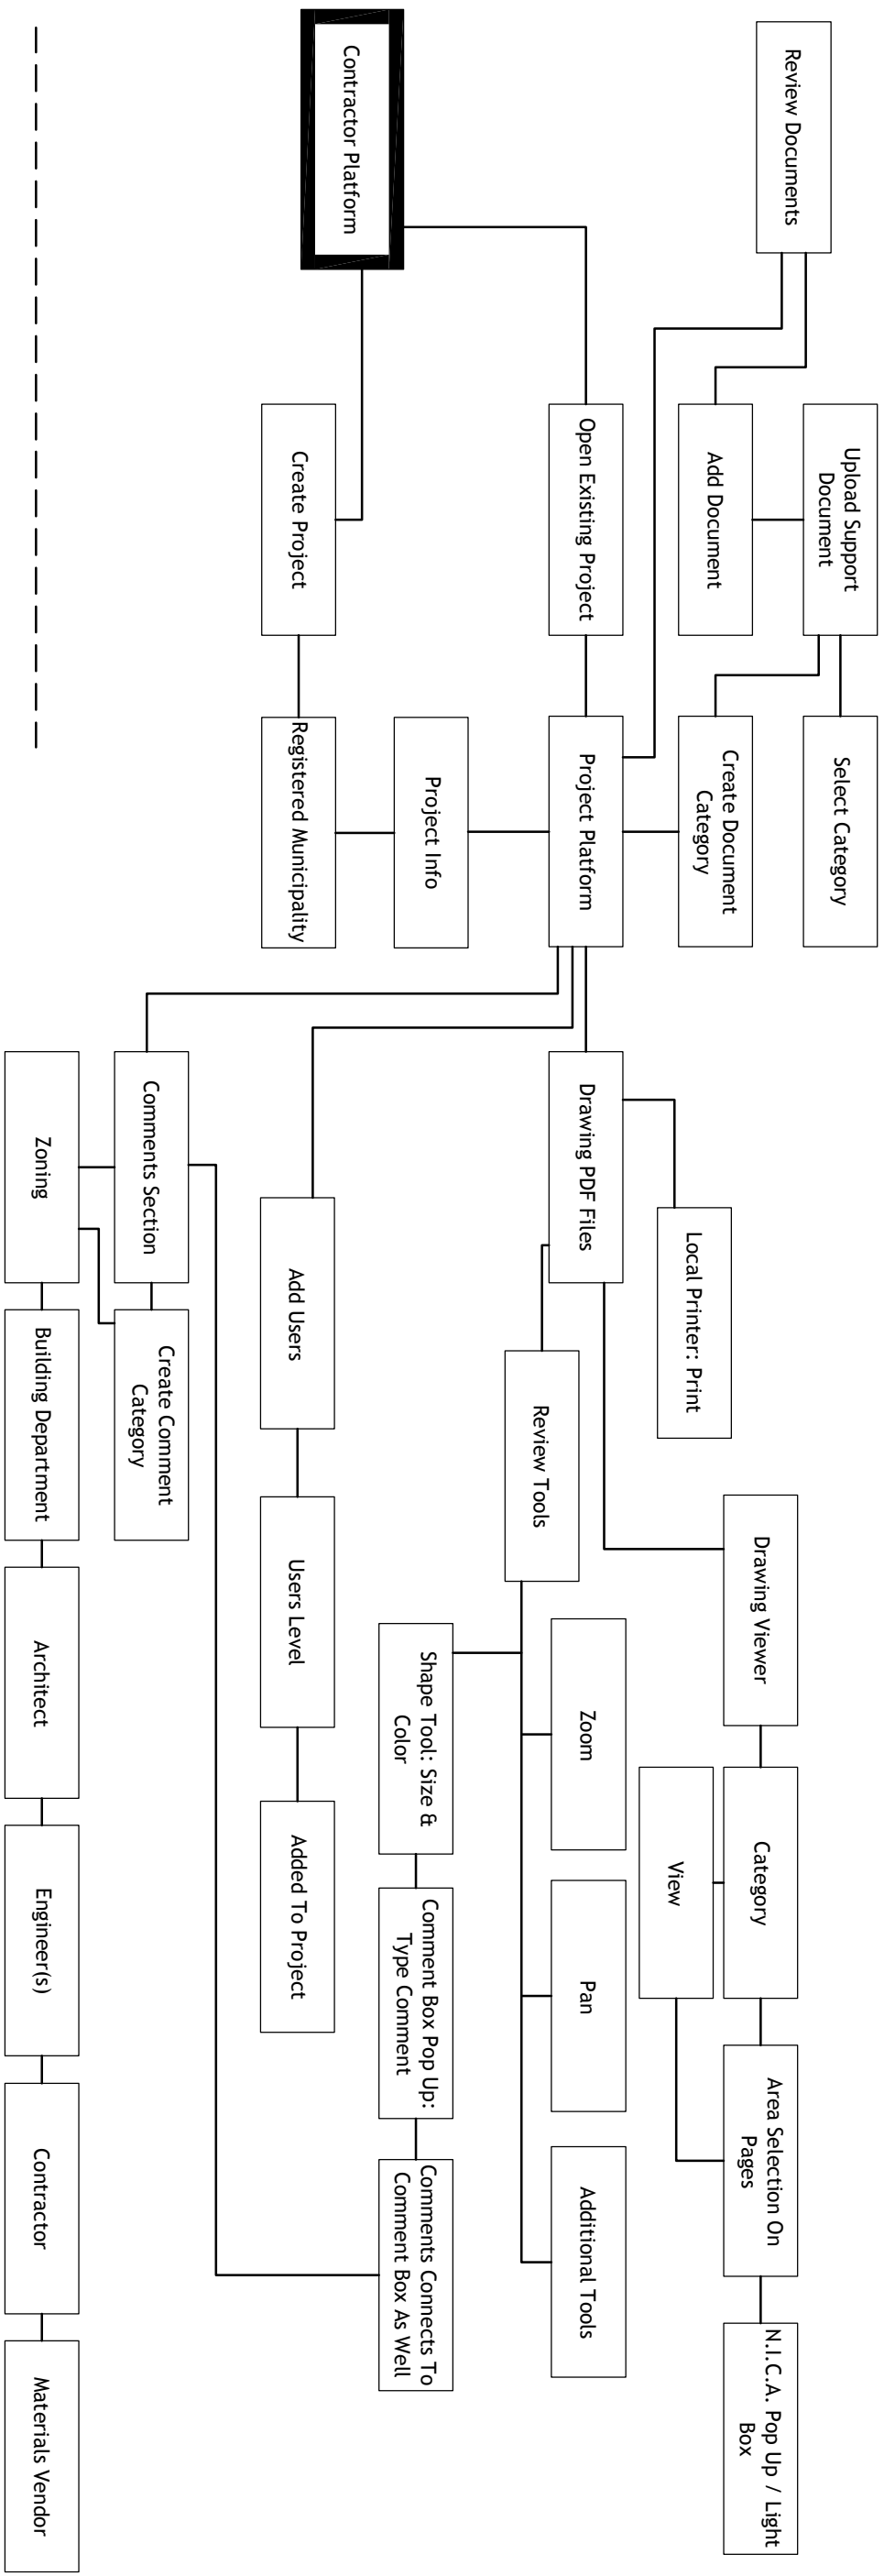 Review Documents
Upload Support
Document
Select Category
Add Document
Create Document
Category
Contractor Platform
Open Existing Project
Project Platform
Project Info
Create Project
Registered Municipality
Drawing PDF Files
Local Printer: Print
Drawing Viewer
Category
View
Area Selection On
Pages
N.I.C.A. Pop Up / Light
Box
Review Tools
Zoom
Pan
Additional Tools
Shape Tool: Size &
Color
Comment Box Pop Up:
Type Comment
Comments Connects To
Comment Box As Well
Add Users
Users Level
Added To Project
Comments Section
Create Comment
Category
Zoning
Building Department
Architect
Engineer(s)
Contractor
Materials Vendor